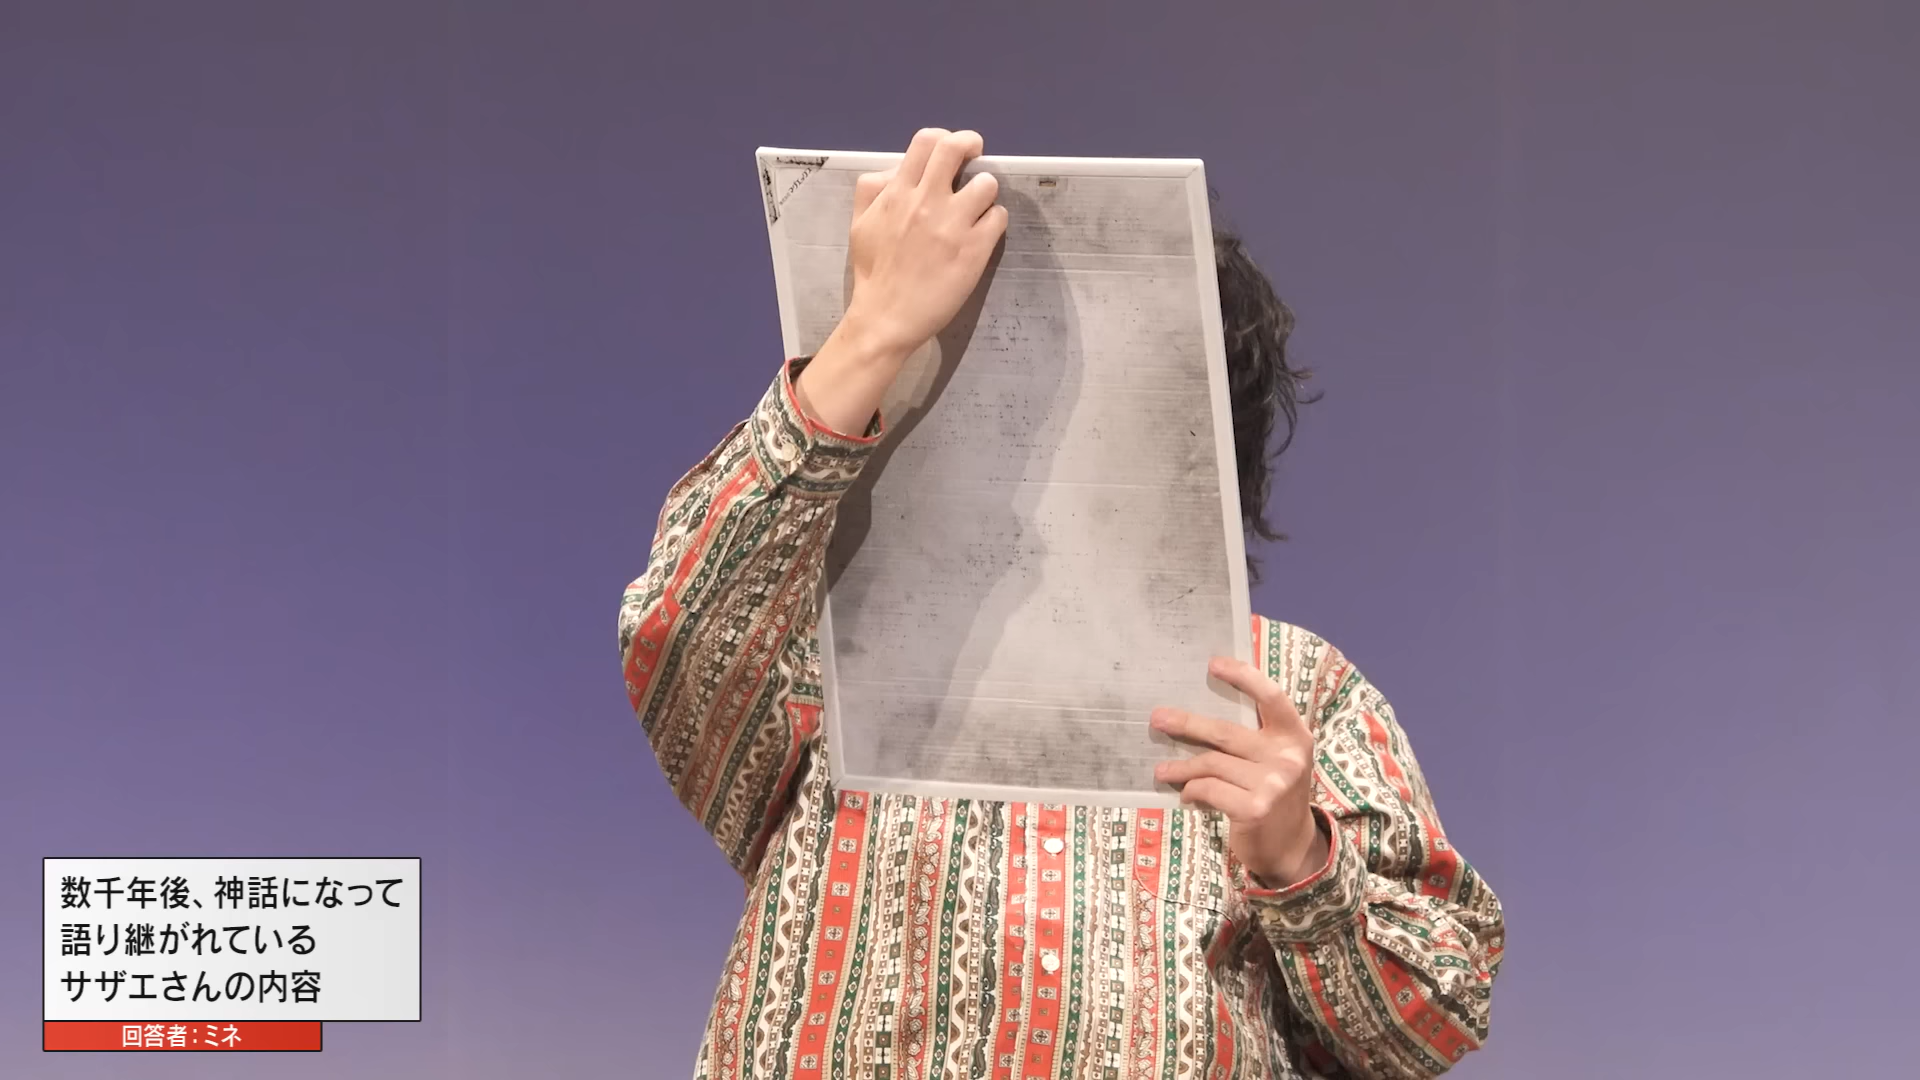 数千年後、神話になって
語り継がれている
サザエさんの内容
回答者：ミネ